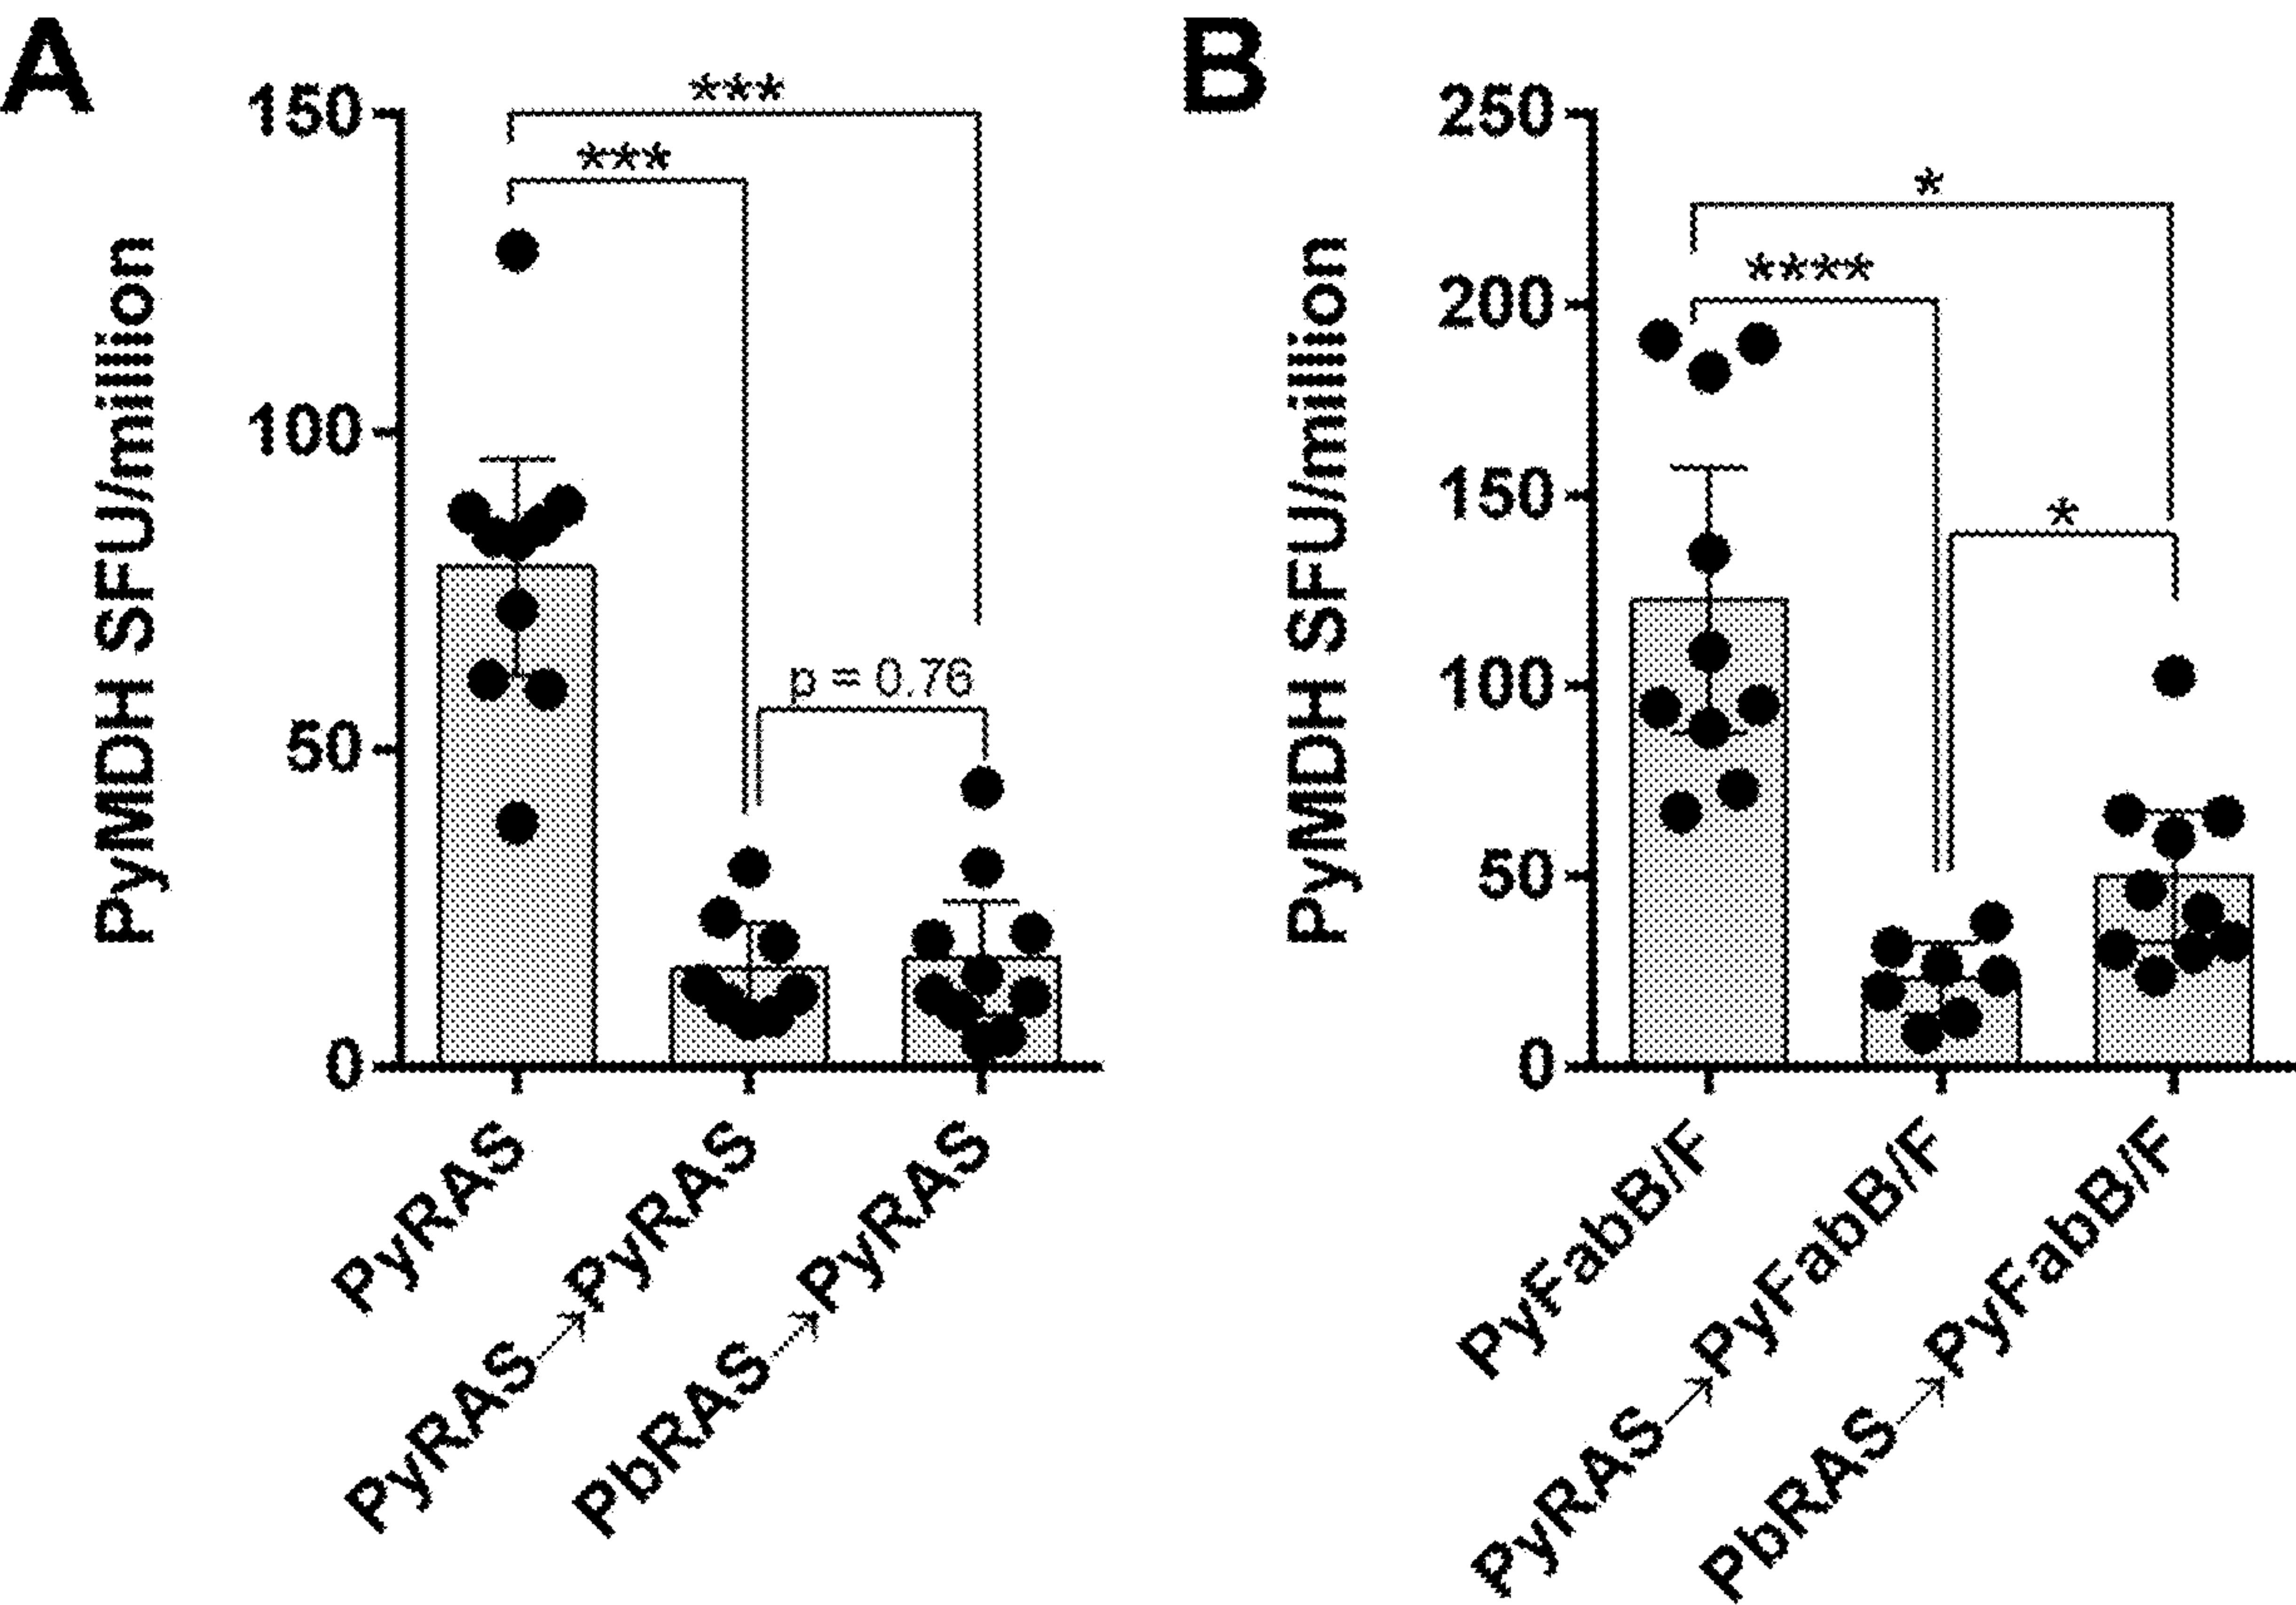 A
PyMDH SFU/million
150
100
50
0
***
***
p = 0.76
PyRAS
PyRAS→PyRAS
PbRAS→PyRAS
B
PyMDH SFU/million
250
200
150
100
50
0
*
****
*
PyFabB/F
PyRAS→PyFabB/F
PbRAS→PyFabB/F